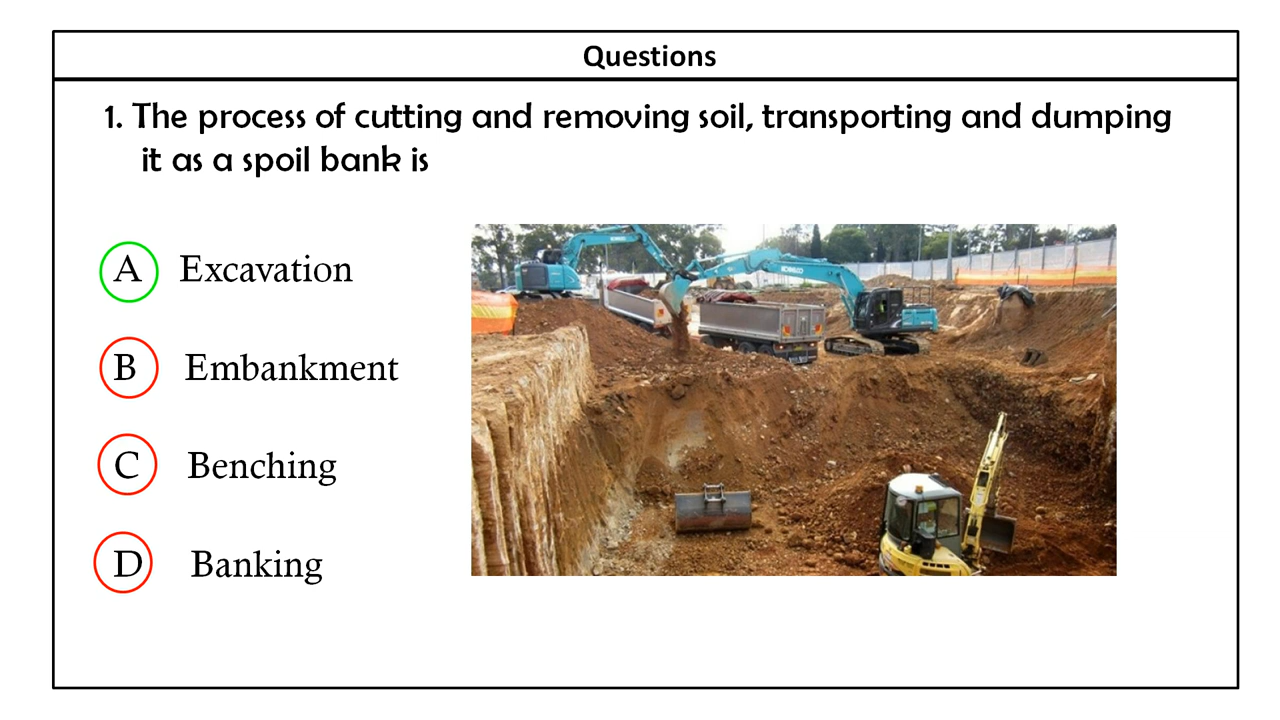 Questions
1. The process of cutting and removing soil, transporting and dumping
it as a spoil bank is
A Excavation
B Embankment
C Benching
D Banking
KOBELCO